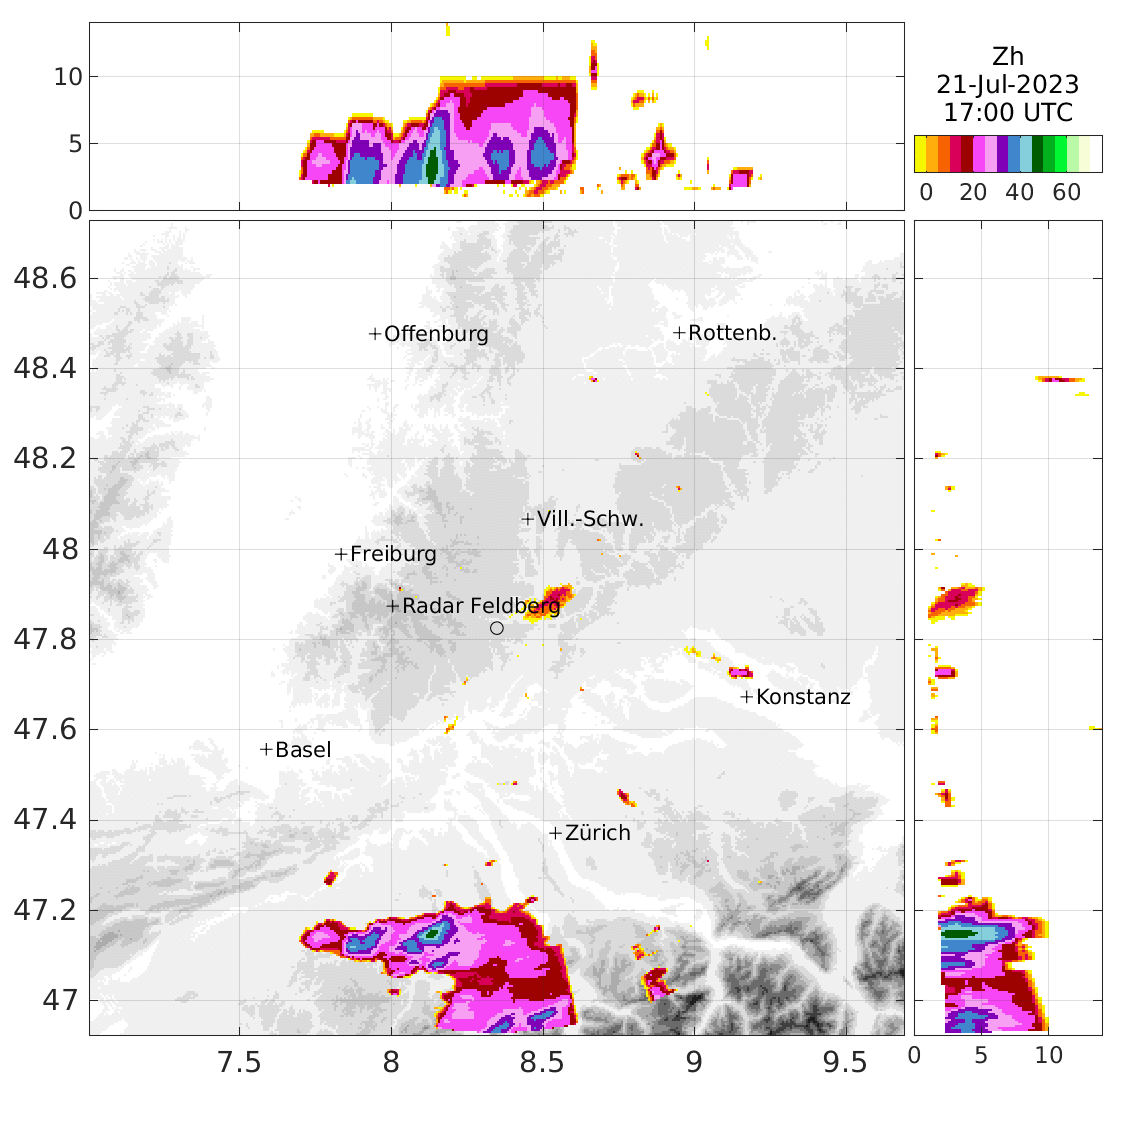 10
5
0
Zh
21-Jul-2023
17:00 UTC
0 20 40 60
48.6
48.4
48.2
48
47.8
47.6
47.4
47.2
47
Offenburg
Rottenb.
Vill.-Schw.
Freiburg
Radar Feldberg
Konstanz
Basel
Zürich
7.5 8 8.5 9 9.5
0 5 10